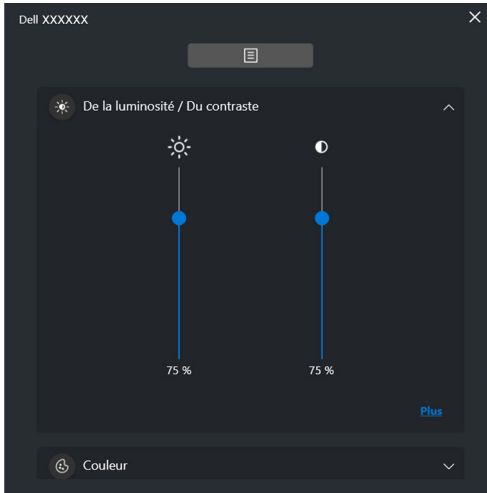 Dell XXXXXX
De la luminosité / Du contraste
75 % 75 %
Plus
Couleur